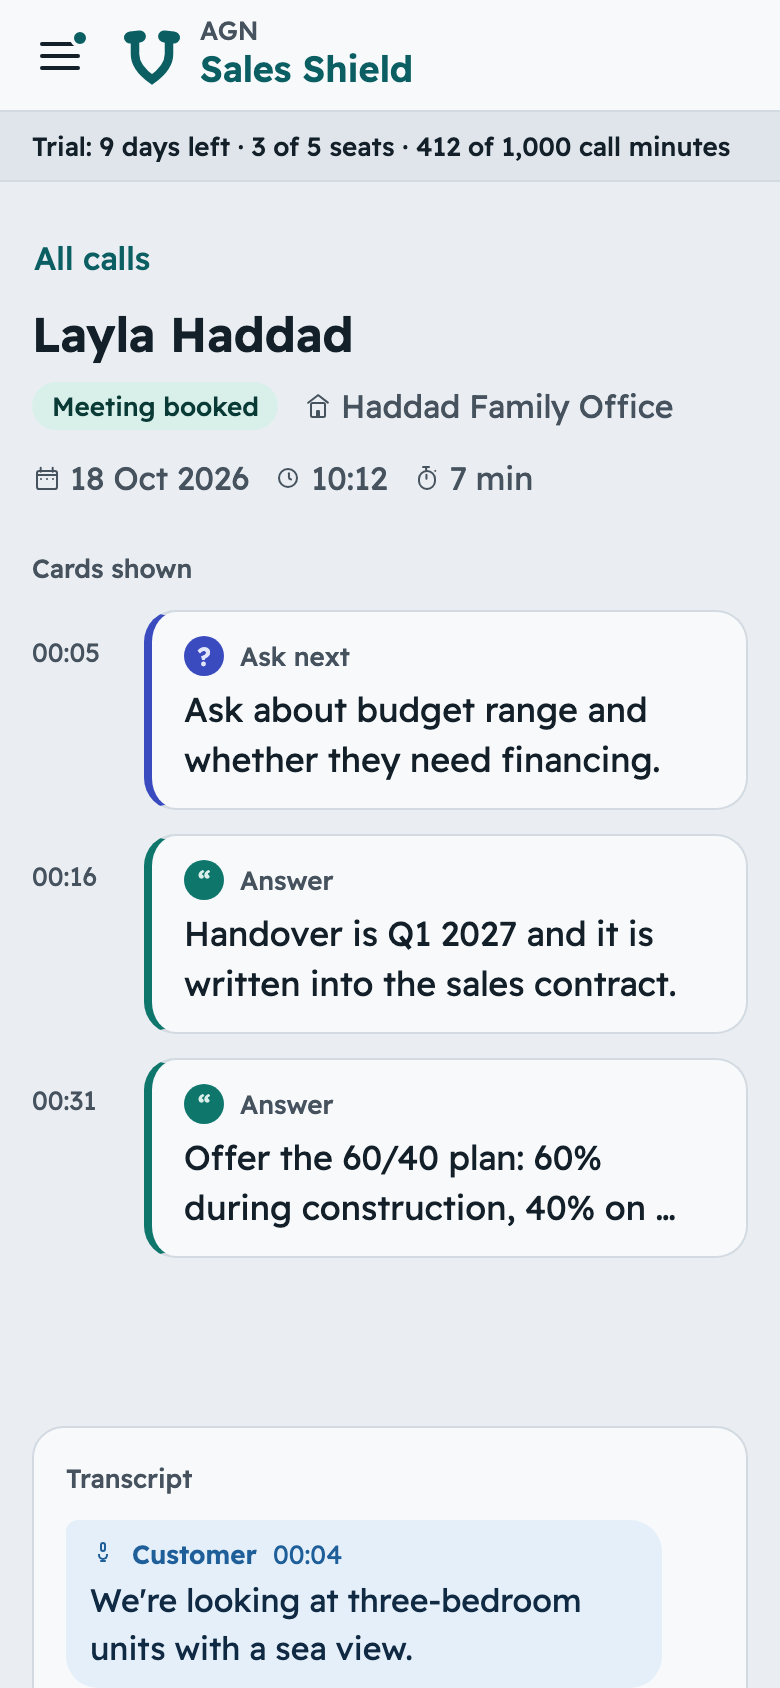 AGN
Sales Shield
Trial: 9 days left · 3 of 5 seats · 412 of 1,000 call minutes
All calls
Layla Haddad
Meeting booked
Haddad Family Office
18 Oct 2026 10:12 7 min
Cards shown
00:05
? Ask next
Ask about budget range and
whether they need financing.
00:16
“ Answer
Handover is Q1 2027 and it is
written into the sales contract.
00:31
“ Answer
Offer the 60/40 plan: 60%
during construction, 40% on ...
Transcript
Customer 00:04
We're looking at three-bedroom
units with a sea view.